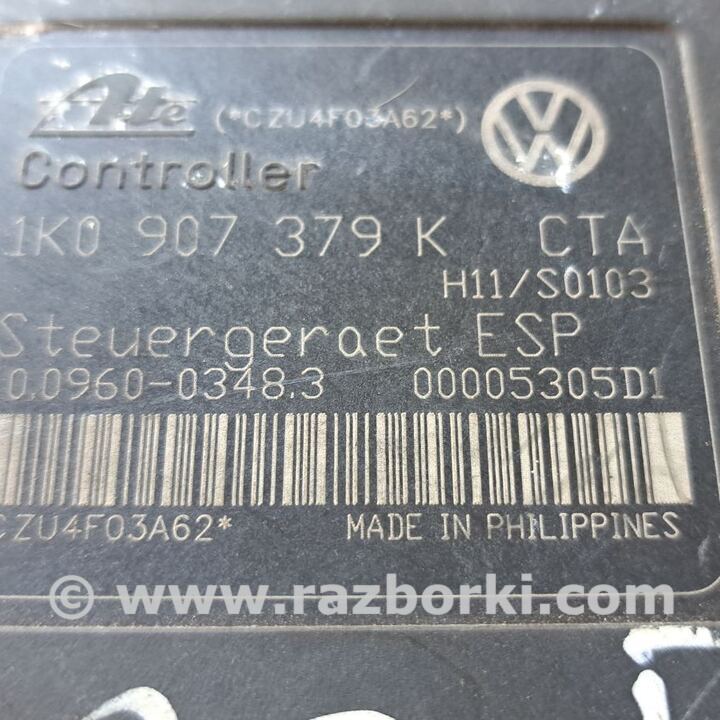 Ate (*CZU4F03A62*)
Controller
1K0 907 379 K CTA
H11/S0103
Steuergeraet ESP
0.0960-0348.3 00005305D1
CZU4F03A62* MADE IN PHILIPPINES
© www.razborki.com